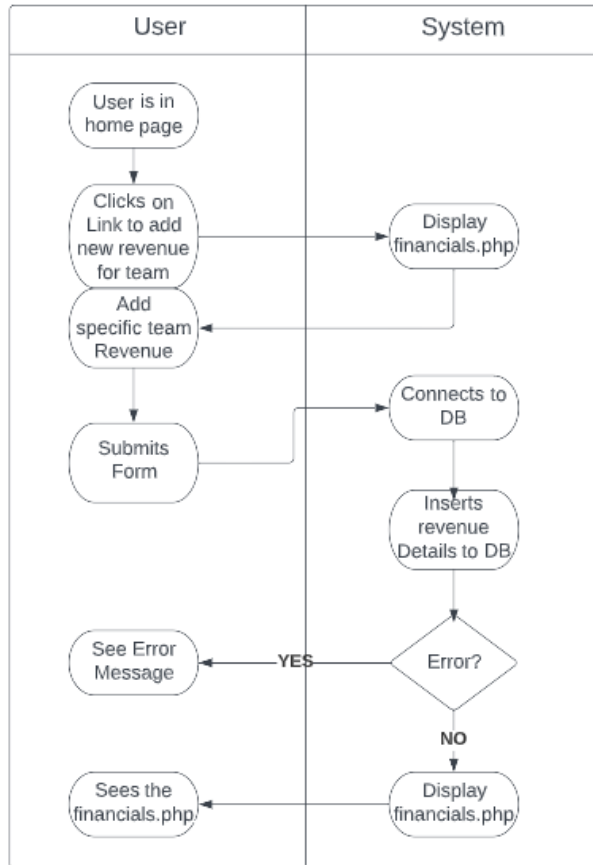 User
System
User is in
home page
Clicks on
Link to add
new revenue
for team
Display
financials.php
Add
specific team
Revenue
Connects to
DB
Submits
Form
Inserts
revenue
Details to DB
See Error
Message
YES
Error?
NO
Sees the
financials.php
Display
financials.php